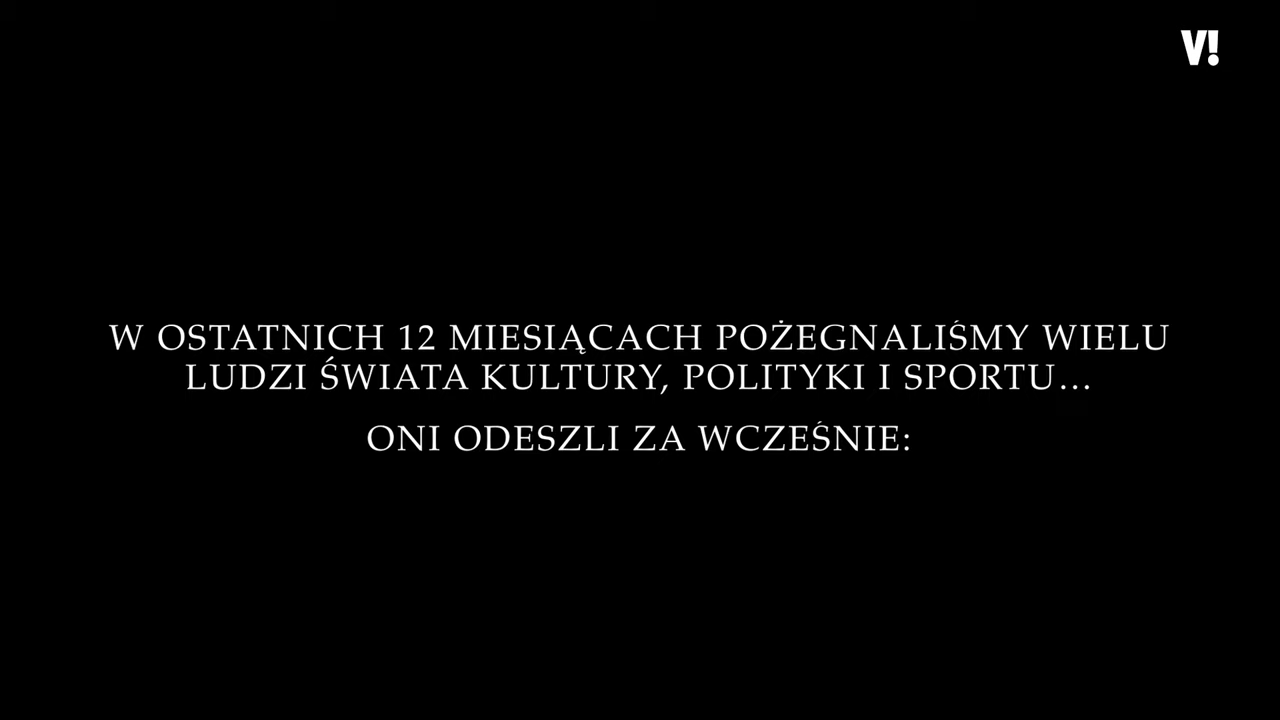 V!
W OSTATNICH 12 MIESIĄCACH POŻEGNALIŚMY WIELU
LUDZI ŚWIATA KULTURY, POLITYKI I SPORTU...
ONI ODESZLI ZA WCZEŚNIE: